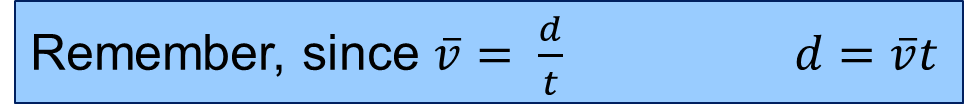 Remember, since v̄ = d/t d = v̄t